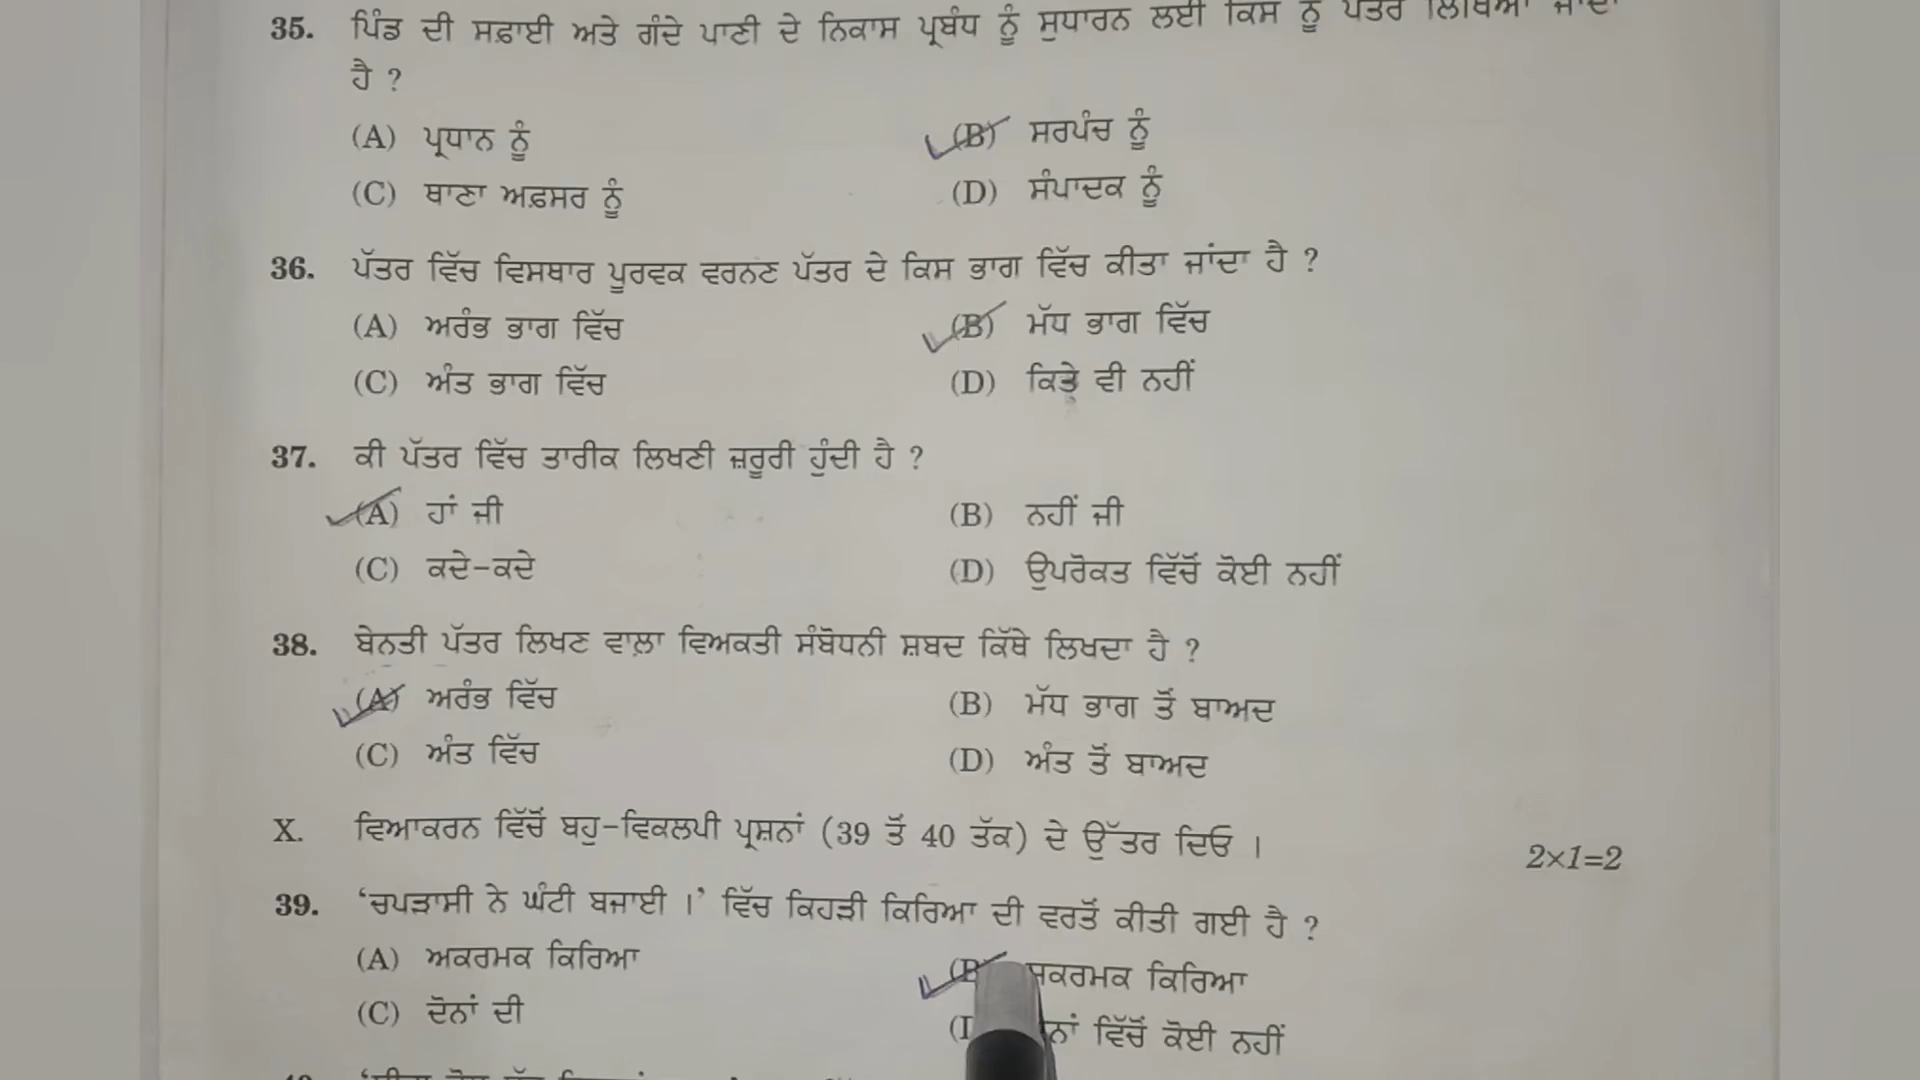 35. ਪਿੰਡ ਦੀ ਸਫ਼ਾਈ ਅਤੇ ਗੰਦੇ ਪਾਣੀ ਦੇ ਨਿਕਾਸ ਪ੍ਰਬੰਧ ਨੂੰ ਸੁਧਾਰਨ ਲਈ ਕਿਸ ਨੂੰ ਪੱਤਰ ਲਿਖਿਆ ਜਾਂਦਾ
ਹੈ ?
(A) ਪ੍ਰਧਾਨ ਨੂੰ (B) ਸਰਪੰਚ ਨੂੰ
(C) ਥਾਣਾ ਅਫ਼ਸਰ ਨੂੰ (D) ਸੰਪਾਦਕ ਨੂੰ
36. ਪੱਤਰ ਵਿੱਚ ਵਿਸਥਾਰ ਪੂਰਵਕ ਵਰਨਣ ਪੱਤਰ ਦੇ ਕਿਸ ਭਾਗ ਵਿੱਚ ਕੀਤਾ ਜਾਂਦਾ ਹੈ ?
(A) ਅਰੰਭ ਭਾਗ ਵਿੱਚ (B) ਮੱਧ ਭਾਗ ਵਿੱਚ
(C) ਅੰਤ ਭਾਗ ਵਿੱਚ (D) ਕਿਤੇ ਵੀ ਨਹੀਂ
37. ਕੀ ਪੱਤਰ ਵਿੱਚ ਤਾਰੀਕ ਲਿਖਣੀ ਜ਼ਰੂਰੀ ਹੁੰਦੀ ਹੈ ?
(A) ਹਾਂ ਜੀ (B) ਨਹੀਂ ਜੀ
(C) ਕਦੇ-ਕਦੇ (D) ਉਪਰੋਕਤ ਵਿੱਚੋਂ ਕੋਈ ਨਹੀਂ
38. ਬੇਨਤੀ ਪੱਤਰ ਲਿਖਣ ਵਾਲਾ ਵਿਅਕਤੀ ਸੰਬੋਧਨੀ ਸ਼ਬਦ ਕਿੱਥੇ ਲਿਖਦਾ ਹੈ ?
(A) ਅਰੰਭ ਵਿੱਚ (B) ਮੱਧ ਭਾਗ ਤੋਂ ਬਾਅਦ
(C) ਅੰਤ ਵਿੱਚ (D) ਅੰਤ ਤੋਂ ਬਾਅਦ
X. ਵਿਆਕਰਨ ਵਿੱਚੋਂ ਬਹੁ-ਵਿਕਲਪੀ ਪ੍ਰਸ਼ਨਾਂ (39 ਤੋਂ 40 ਤੱਕ) ਦੇ ਉੱਤਰ ਦਿਓ । 2×1=2
39. ‘ਚਪੜਾਸੀ ਨੇ ਘੰਟੀ ਬਜਾਈ ।’ ਵਿੱਚ ਕਿਹੜੀ ਕਿਰਿਆ ਦੀ ਵਰਤੋਂ ਕੀਤੀ ਗਈ ਹੈ ?
(A) ਅਕਰਮਕ ਕਿਰਿਆ (B) ਸਕਰਮਕ ਕਿਰਿਆ
(C) ਦੋਨਾਂ ਦੀ ਵਿੱਚੋਂ ਕੋਈ ਨਹੀਂ